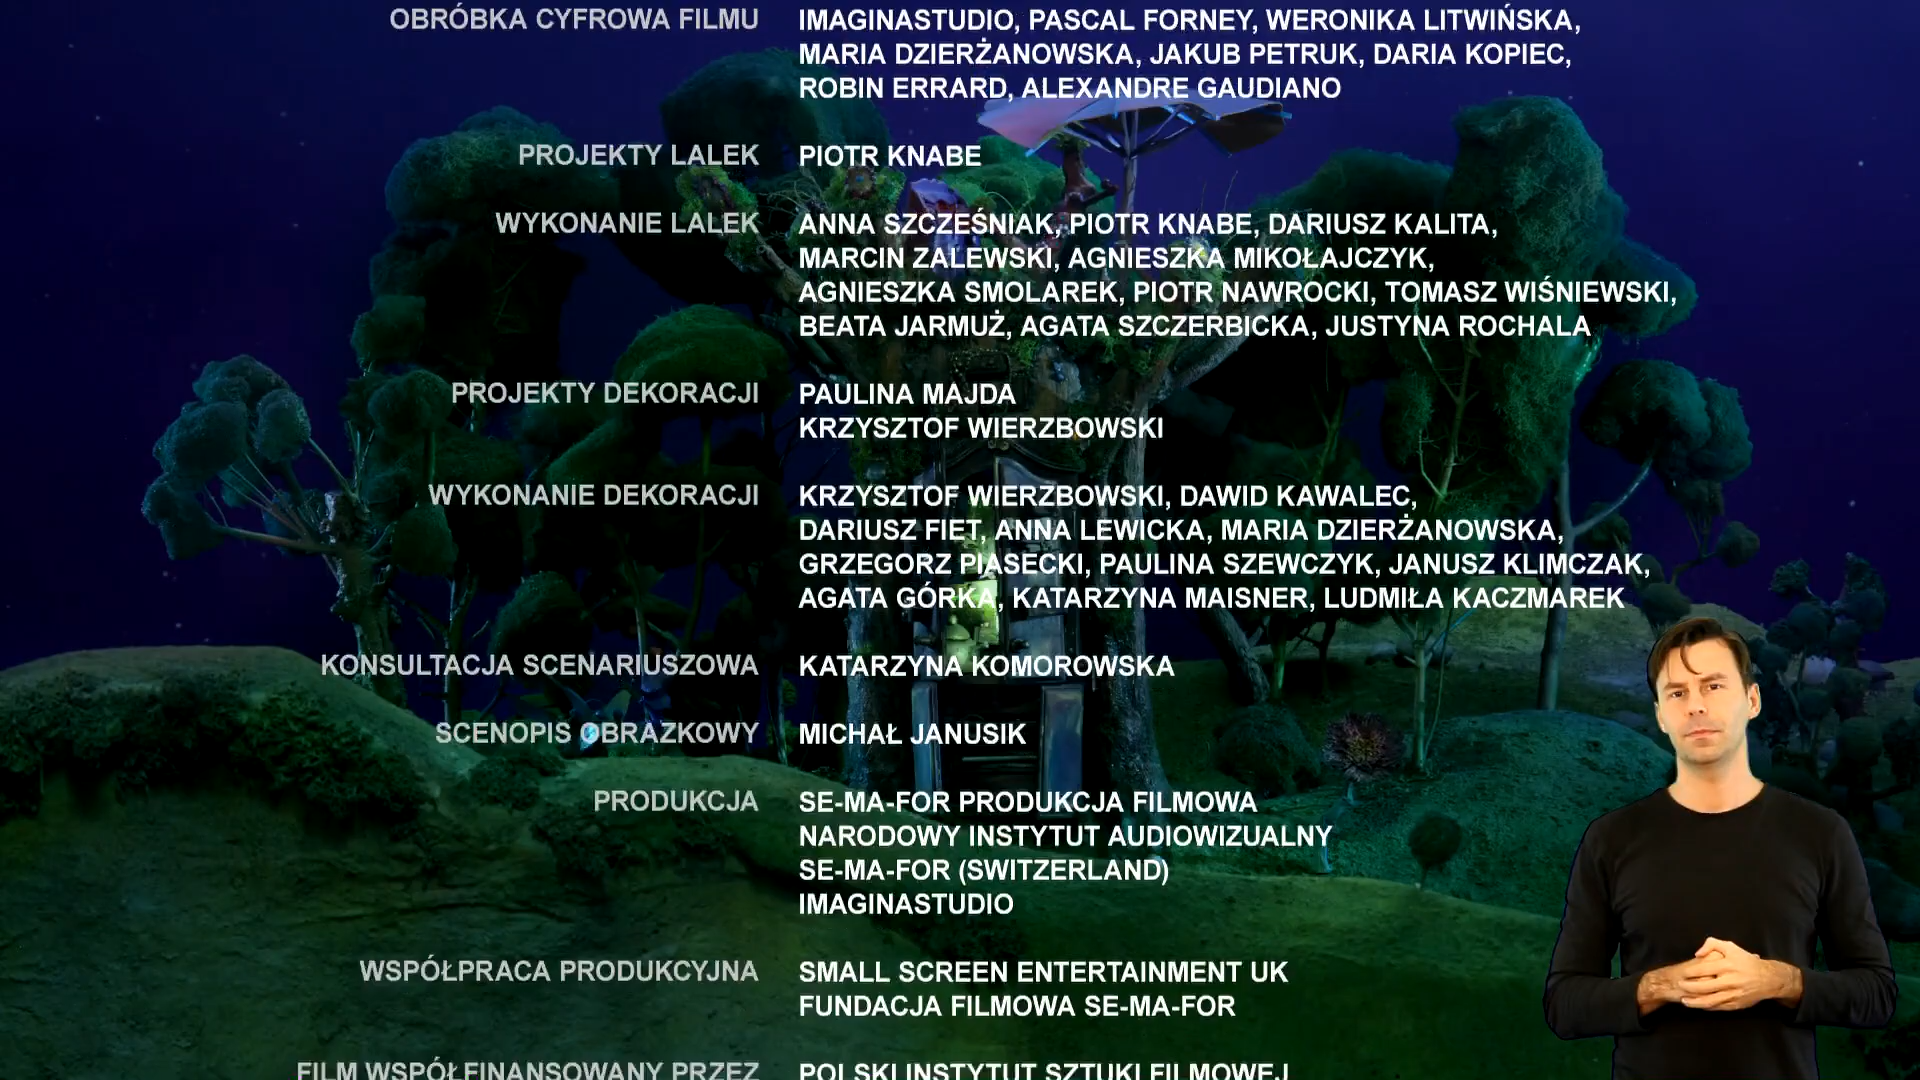 OBRÓBKA CYFROWA FILMU IMAGINASTUDIO, PASCAL FORNEY, WERONIKA LITWIŃSKA,
MARIA DZIERŻANOWSKA, JAKUB PETRUK, DARIA KOPIEC,
ROBIN ERRARD, ALEXANDRE GAUDIANO
PROJEKTY LALEK PIOTR KNABE
WYKONANIE LALEK ANNA SZCZEŚNIAK, PIOTR KNABE, DARIUSZ KALITA,
MARCIN ZALEWSKI, AGNIESZKA MIKOŁAJCZYK,
AGNIESZKA SMOLAREK, PIOTR NAWROCKI, TOMASZ WIŚNIEWSKI,
BEATA JARMUŻ, AGATA SZCZERBICKA, JUSTYNA ROCHALA
PROJEKTY DEKORACJI PAULINA MAJDA
KRZYSZTOF WIERZBOWSKI
WYKONANIE DEKORACJI KRZYSZTOF WIERZBOWSKI, DAWID KAWALEC,
DARIUSZ FIET, ANNA LEWICKA, MARIA DZIERŻANOWSKA,
GRZEGORZ PIASECKI, PAULINA SZEWCZYK, JANUSZ KLIMCZAK,
AGATA GÓRKA, KATARZYNA MAISNER, LUDMIŁA KACZMAREK
KONSULTACJA SCENARIUSZOWA KATARZYNA KOMOROWSKA
SCENOPIS OBRAZKOWY MICHAŁ JANUSIK
PRODUKCJA SE-MA-FOR PRODUKCJA FILMOWA
NARODOWY INSTYTUT AUDIOWIZUALNY
SE-MA-FOR (SWITZERLAND)
IMAGINASTUDIO
WSPÓŁPRACA PRODUKCYJNA SMALL SCREEN ENTERTAINMENT UK
FUNDACJA FILMOWA SE-MA-FOR
FILM WSPÓŁFINANSOWANY PRZEZ POLSKI INSTYTUT SZTUKI FILMOWEJ